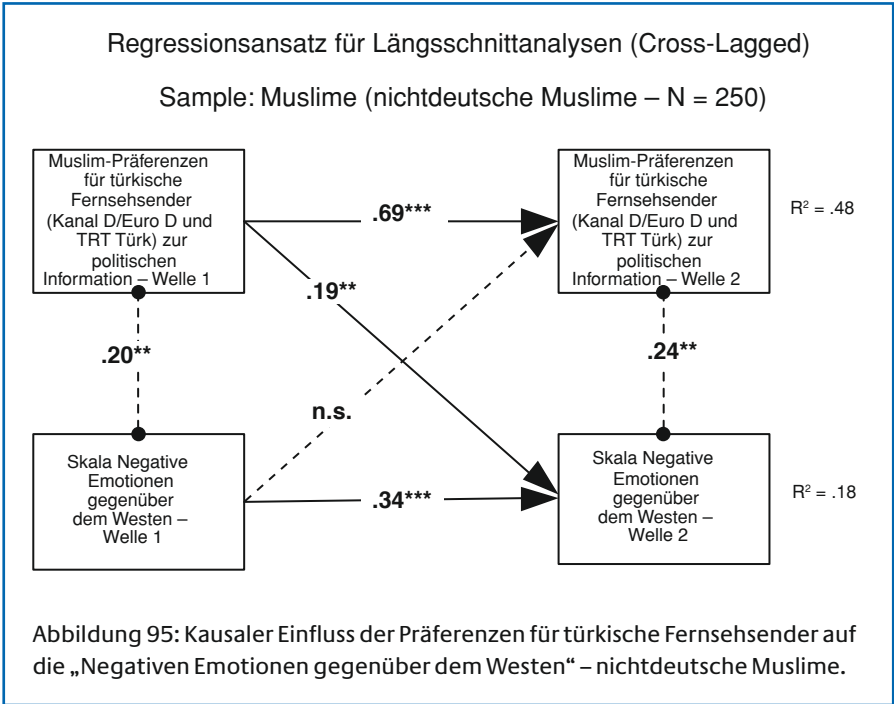 Regressionsansatz für Längsschnittanalysen (Cross-Lagged)
Sample: Muslime (nichtdeutsche Muslime – N = 250)
Muslim-Präferenzen
für türkische
Fernsehsender
(Kanal D/Euro D und
TRT Türk) zur
politischen
Information – Welle 1
.69***
Muslim-Präferenzen
für türkische
Fernsehsender
(Kanal D/Euro D und
TRT Türk) zur
politischen
Information – Welle 2
R² = .48
.19**
.20**
.24**
n.s.
Skala Negative
Emotionen
gegenüber
dem Westen –
Welle 1
.34***
Skala Negative
Emotionen
gegenüber
dem Westen –
Welle 2
R² = .18
Abbildung 95: Kausaler Einfluss der Präferenzen für türkische Fernsehsender auf
die „Negativen Emotionen gegenüber dem Westen“ – nichtdeutsche Muslime.